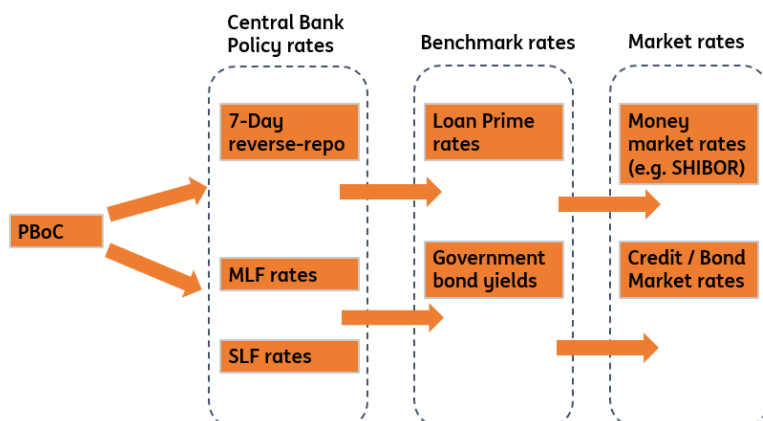 Central Bank
Policy rates
Benchmark rates
Market rates
7-Day
reverse-repo
Loan Prime
rates
Money
market rates
(e.g. SHIBOR)
PBoC
MLF rates
Government
bond yields
Credit / Bond
Market rates
SLF rates